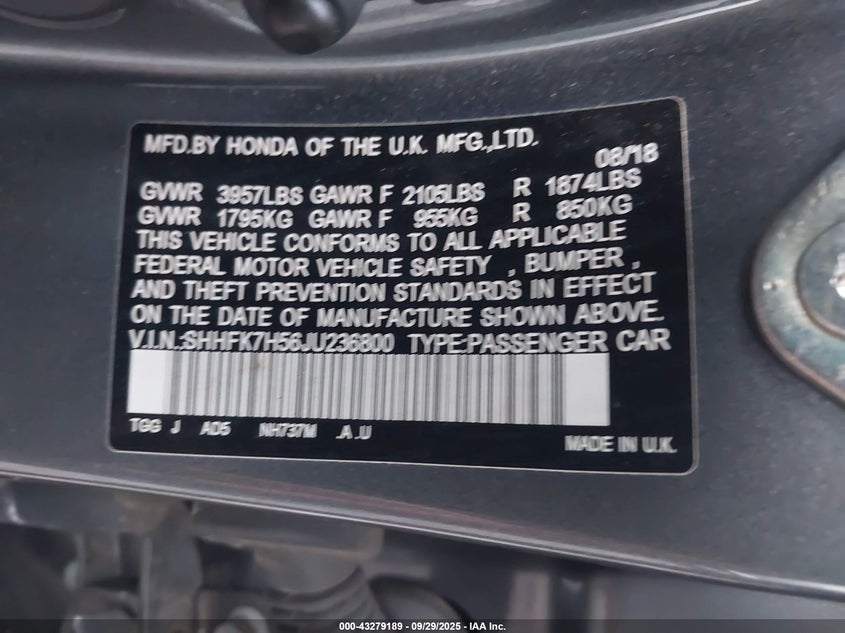 MFD.BY HONDA OF THE U.K. MFG.,LTD.
08/18
GVWR 3957LBS GAWR F 2105LBS R 1874LBS
GVWR 1795KG GAWR F 955KG R 850KG
THIS VEHICLE CONFORMS TO ALL APPLICABLE
FEDERAL MOTOR VEHICLE SAFETY , BUMPER ,
AND THEFT PREVENTION STANDARDS IN EFFECT
ON THE DATE OF MANUFACTURE SHOWN ABOVE.
V.I.N.:SHHFK7H56JU236800 TYPE:PASSENGER CAR
TGG J AD5 NH737M .A .U
MADE IN U.K.
000-43279189 - 09/29/2025 - IAA Inc.